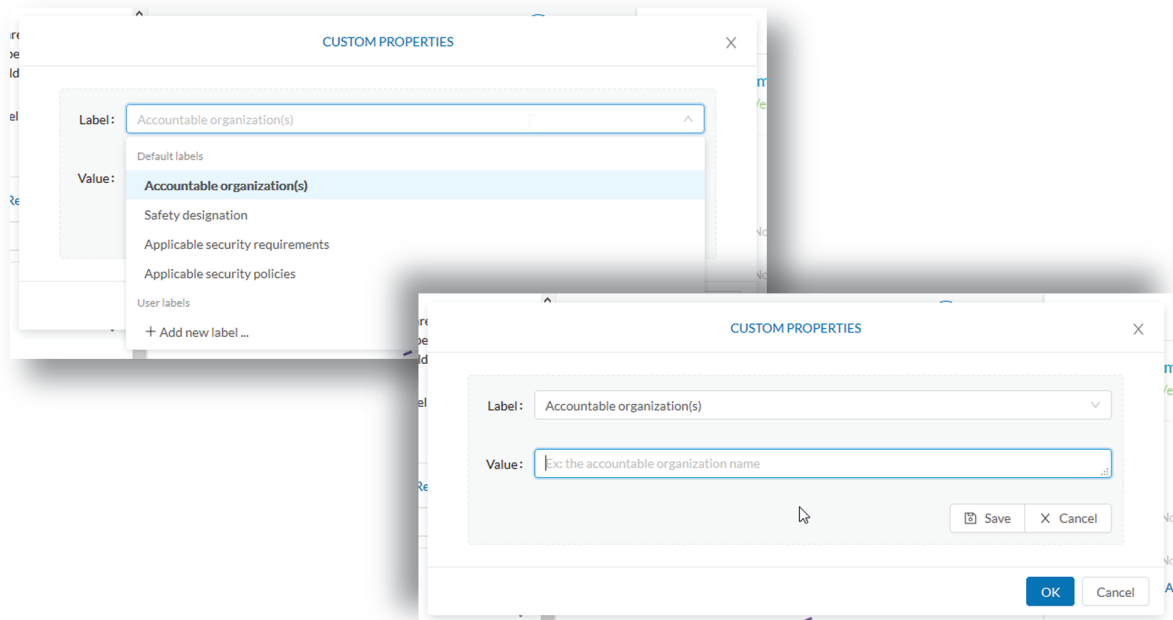 CUSTOM PROPERTIES
Label:
Accountable organization(s)
Value:
Default labels
Accountable organization(s)
Safety designation
Applicable security requirements
Applicable security policies
User labels
+ Add new label ...
CUSTOM PROPERTIES
Label:
Accountable organization(s)
Value:
Ex: the accountable organization name
Save
Cancel
OK
Cancel